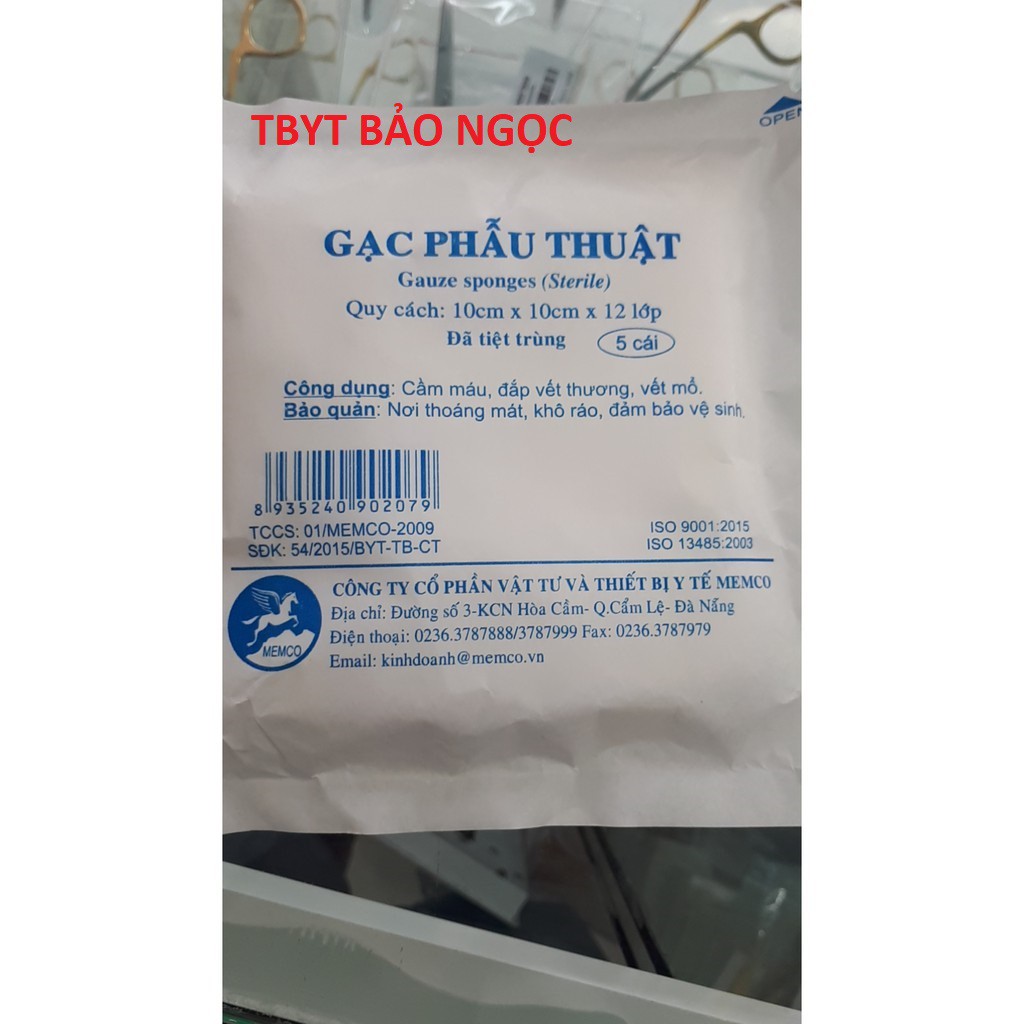 TBYT BẢO NGỌC
OPEN
GẠC PHẪU THUẬT
Gauze sponges (Sterile)
Quy cách: 10cm x 10cm x 12 lớp
Đã tiệt trùng 5 cái
Công dụng: Cầm máu, đắp vết thương, vết mổ.
Bảo quản: Nơi thoáng mát, khô ráo, đảm bảo vệ sinh.
8 935240 902079
TCCS: 01/MEMCO-2009
SĐK: 54/2015/BYT-TB-CT
ISO 9001:2015
ISO 13485:2003
MEMCO
CÔNG TY CỔ PHẦN VẬT TƯ VÀ THIẾT BỊ Y TẾ MEMCO
Địa chỉ: Đường số 3-KCN Hòa Cầm- Q.Cẩm Lệ- Đà Nẵng
Điện thoại: 0236.3787888/3787999 Fax: 0236.3787979
Email: kinhdoanh@memco.vn